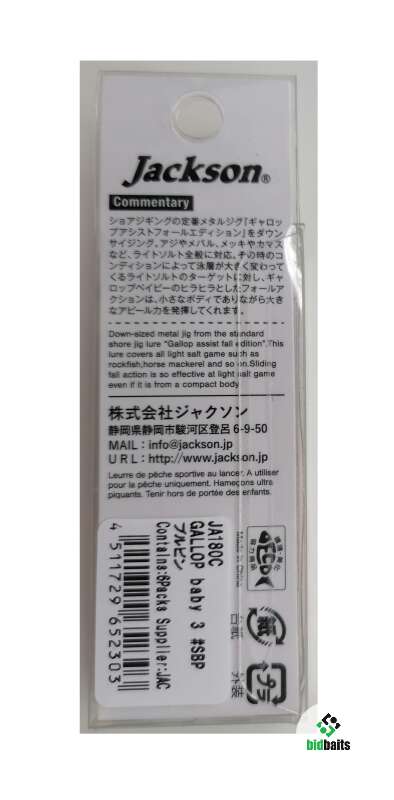 Jackson®
Commentary
ショアジギングの定番メタルジグ「ギャロッ
プアシストフォールエディション」をダウン
サイジング。アジやメバル、メッキやカマス
など、ライトソルト全般に対応。その時のコ
ンディションによって泳層が大きく変わって
くるライトソルトのターゲットに対し、ギャ
ロップベイビーのヒラヒラとしたフォール
アクションは、小さなボディでありながら大き
なアピール力を発揮してくれます。
Down-sized metal jig from the standard
shore jig lure "Gallop assist fall edition".This
lure covers all light salt game such as
rockfish,horse mackerel and so on.Sliding
fall action is so effective at light salt game
even if it is from a compact body.
株式会社ジャクソン
静岡県静岡市駿河区登呂 6-9-50
MAIL : info@jackson.jp
URL : http://www.jackson.jp
Leurre de pêche sportive au lancer. A utiliser
pour la pêche uniquement. Hameçons ultra
piquants. Tenir hors de portée des enfants.
JA180C
GALLOP baby 3 #SBP
ブルピン
Contains:6Packs Supplier:JAC
4 511729 652303
Made in China
台紙
紙
外装
プラ
bidbaits